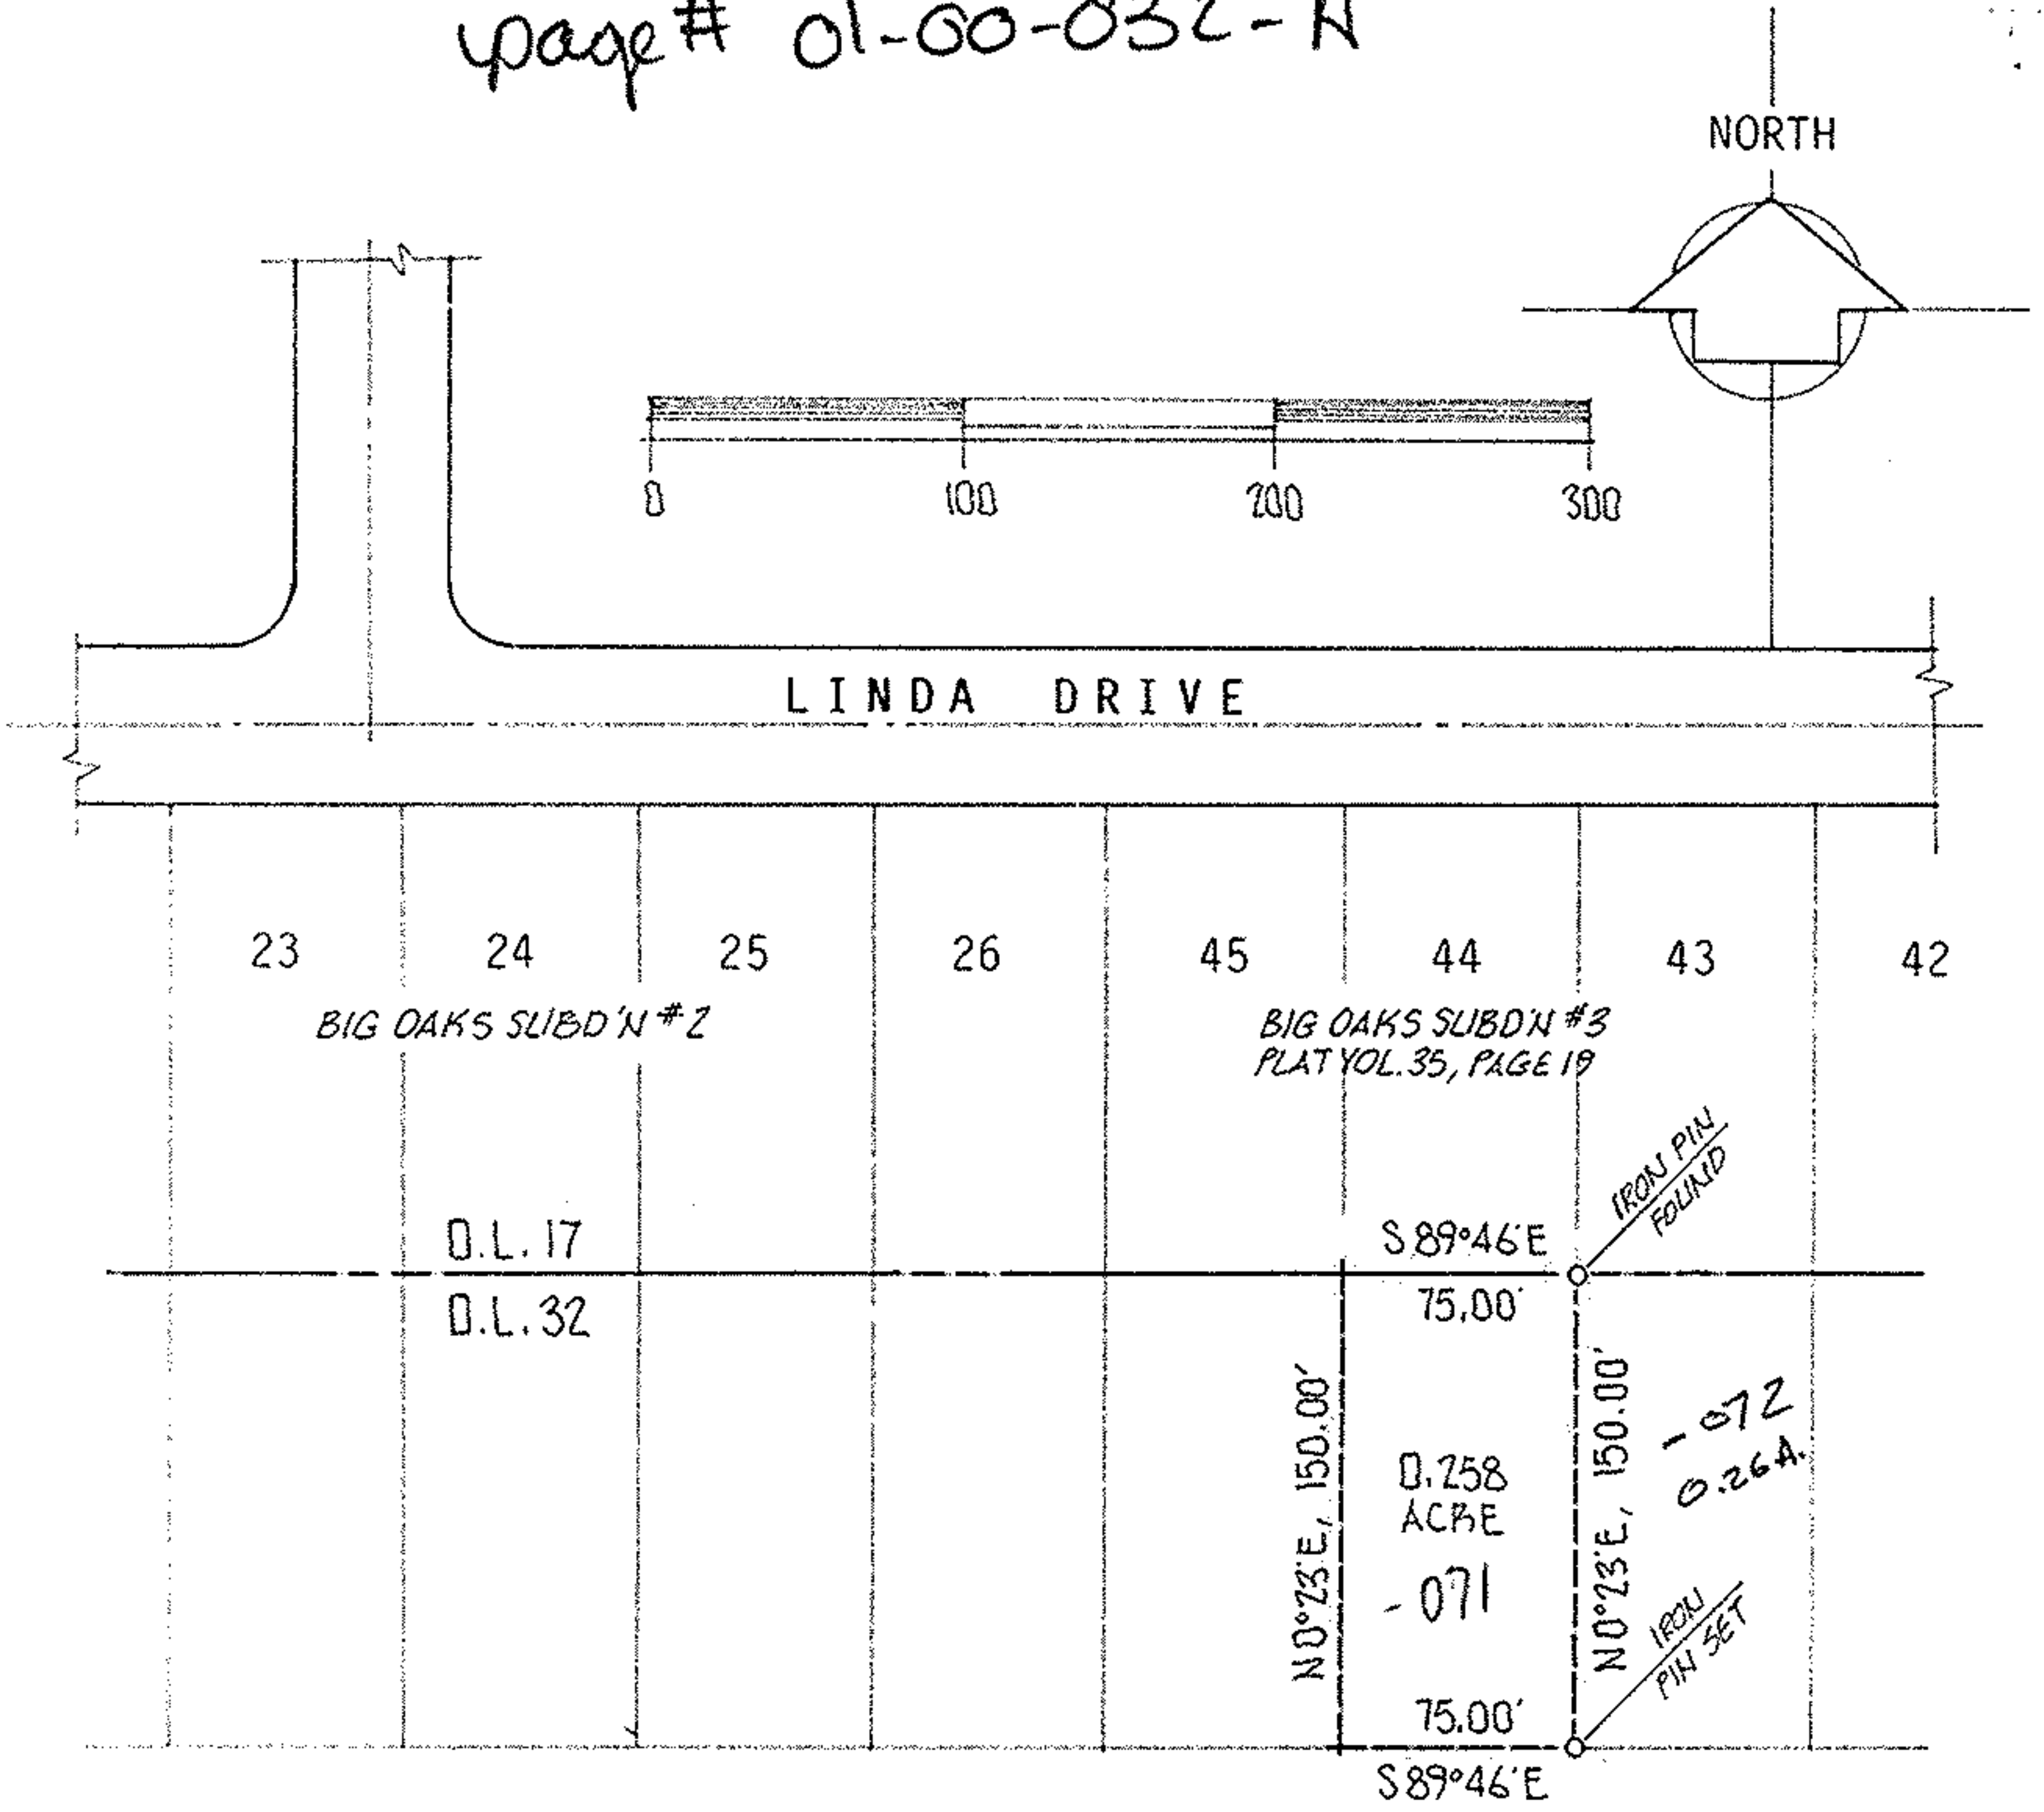 page # 01-00-032-A
NORTH
0 100 200 300
LINDA DRIVE
23 24 25 26 45 44 43 42
BIG OAKS SUBD'N #2
BIG OAKS SUBD'N #3
PLAT VOL. 35, PAGE 19
IRON PIN
FOUND
O.L. 17
S 89°46'E
O.L. 32
75.00'
N 0°23'E, 150.00'
0.258
ACRE
-071
N 0°23'E, 150.00'
-072
0.26 A.
IRON
PIN SET
75.00'
S 89°46'E